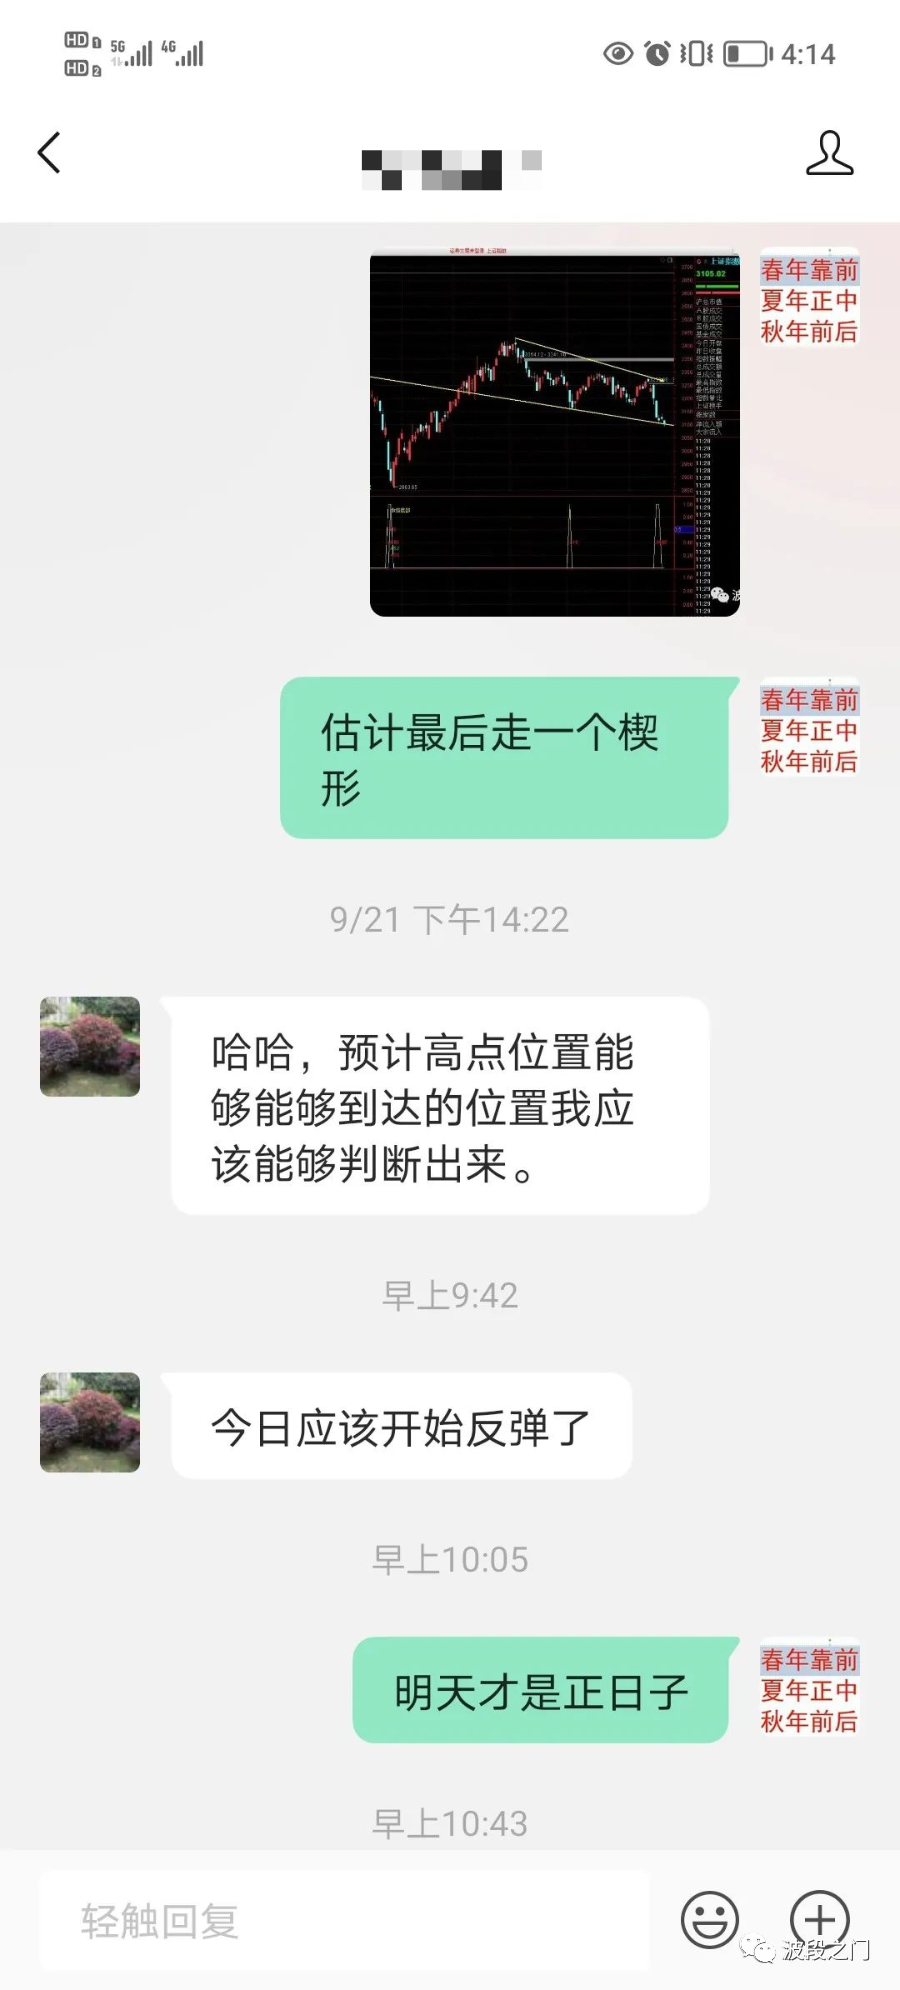 HD 1 5G 4G
HD 2
4:14
上证指数
3105.02
春年靠前
夏年正中
秋年前后
估计最后走一个楔
形
春年靠前
夏年正中
秋年前后
9/21 下午14:22
哈哈，预计高点位置能
够能够到达的位置我应
该能够判断出来。
早上9:42
今日应该开始反弹了
早上10:05
明天才是正日子
春年靠前
夏年正中
秋年前后
早上10:43
轻触回复
波段之门